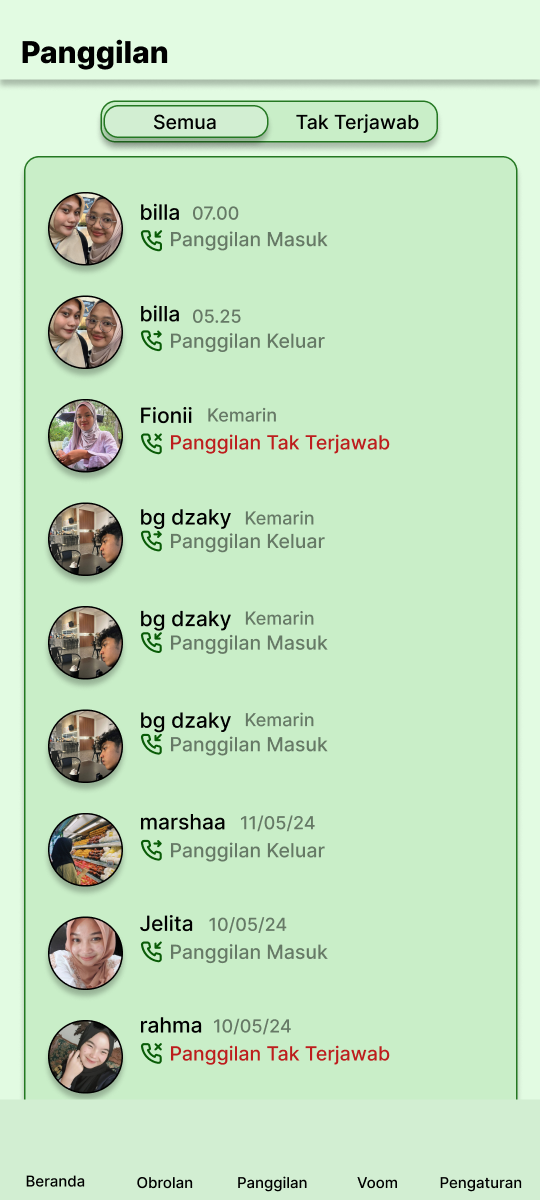 Panggilan
Semua Tak Terjawab
billa 07.00
Panggilan Masuk
billa 05.25
Panggilan Keluar
Fionii Kemarin
Panggilan Tak Terjawab
bg dzaky Kemarin
Panggilan Keluar
bg dzaky Kemarin
Panggilan Masuk
bg dzaky Kemarin
Panggilan Masuk
marshaa 11/05/24
Panggilan Keluar
Jelita 10/05/24
Panggilan Masuk
rahma 10/05/24
Panggilan Tak Terjawab
Beranda Obrolan Panggilan Voom Pengaturan